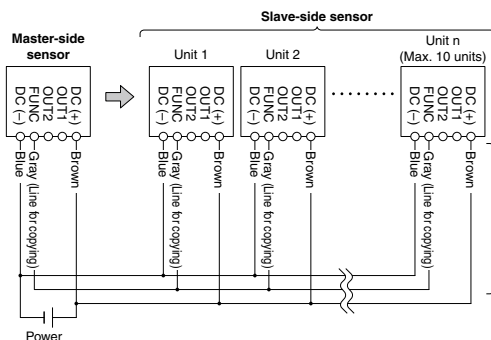 Slave-side sensor
Master-side
sensor
Unit 1
Unit 2
Unit n
(Max. 10 units)
DC (−)
FUNC
OUT2
OUT1
DC (+)
DC (−)
FUNC
OUT2
OUT1
DC (+)
DC (−)
FUNC
OUT2
OUT1
DC (+)
DC (−)
FUNC
OUT2
OUT1
DC (+)
Blue
Gray (Line for copying)
Brown
Blue
Gray (Line for copying)
Brown
Blue
Gray (Line for copying)
Brown
Blue
Gray (Line for copying)
Brown
Power